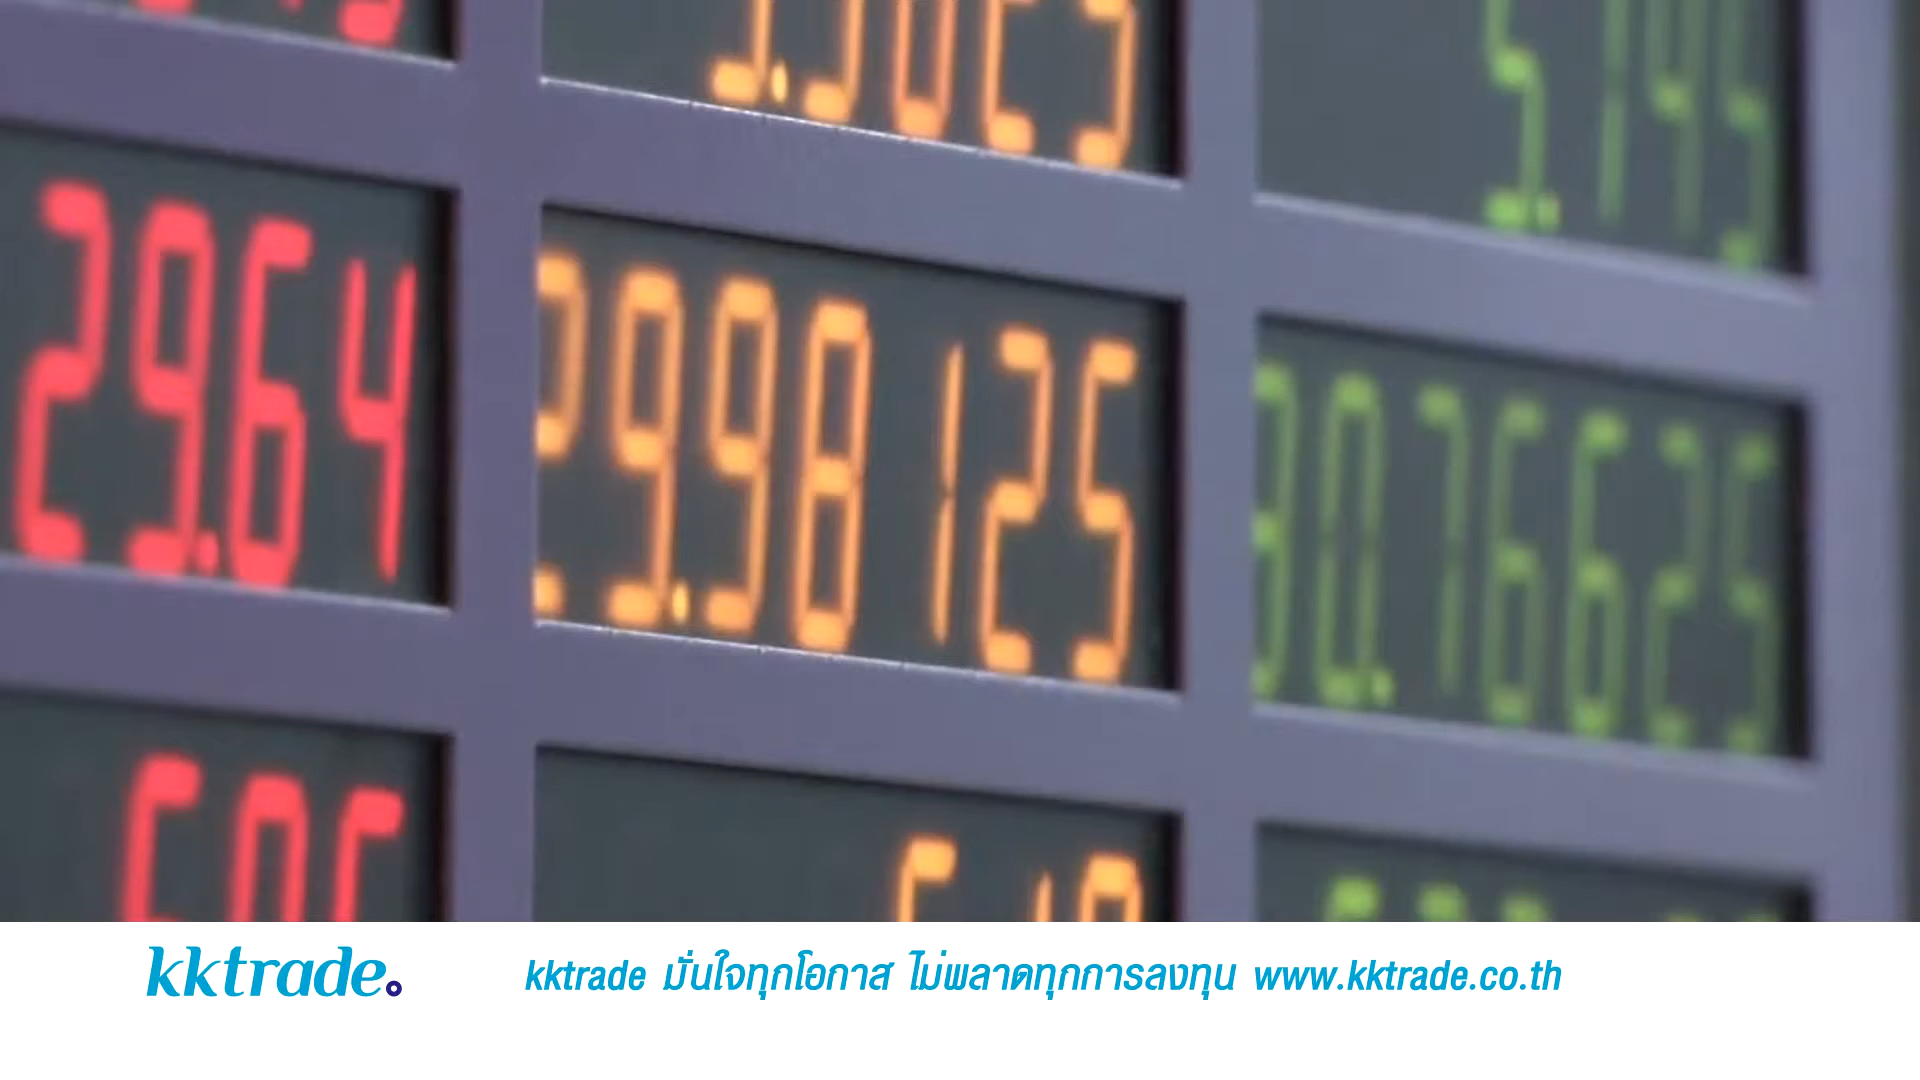 29.64 29.98125 30.76625
kktrade. kktrade มั่นใจทุกโอกาส ไม่พลาดทุกการลงทุน www.kktrade.co.th